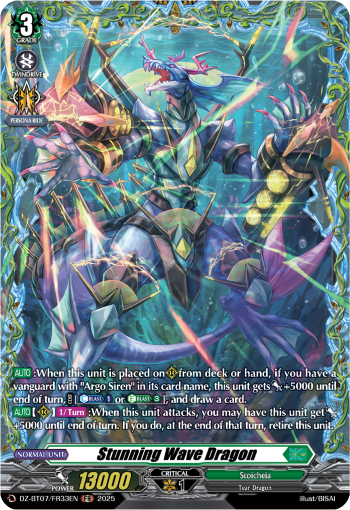 3
GRADE
TWINDRIVE
PERSONA RIDE
AUTO :When this unit is placed on from deck or hand, if you have a
vanguard with "Argo Siren" in its card name, this unit gets +5000 until
end of turn, [ BLAST 1 or BLAST 3 ], and draw a card.
AUTO [ ] 1/Turn :When this unit attacks, you may have this unit get
+5000 until end of turn. If you do, at the end of that turn, retire this unit.
NORMAL UNIT
Stunning Wave Dragon
POWER 13000
CRITICAL
1
Stoicheia
Tear Dragon
DZ-BT07/FR33EN FR 2025
illust/BISAI